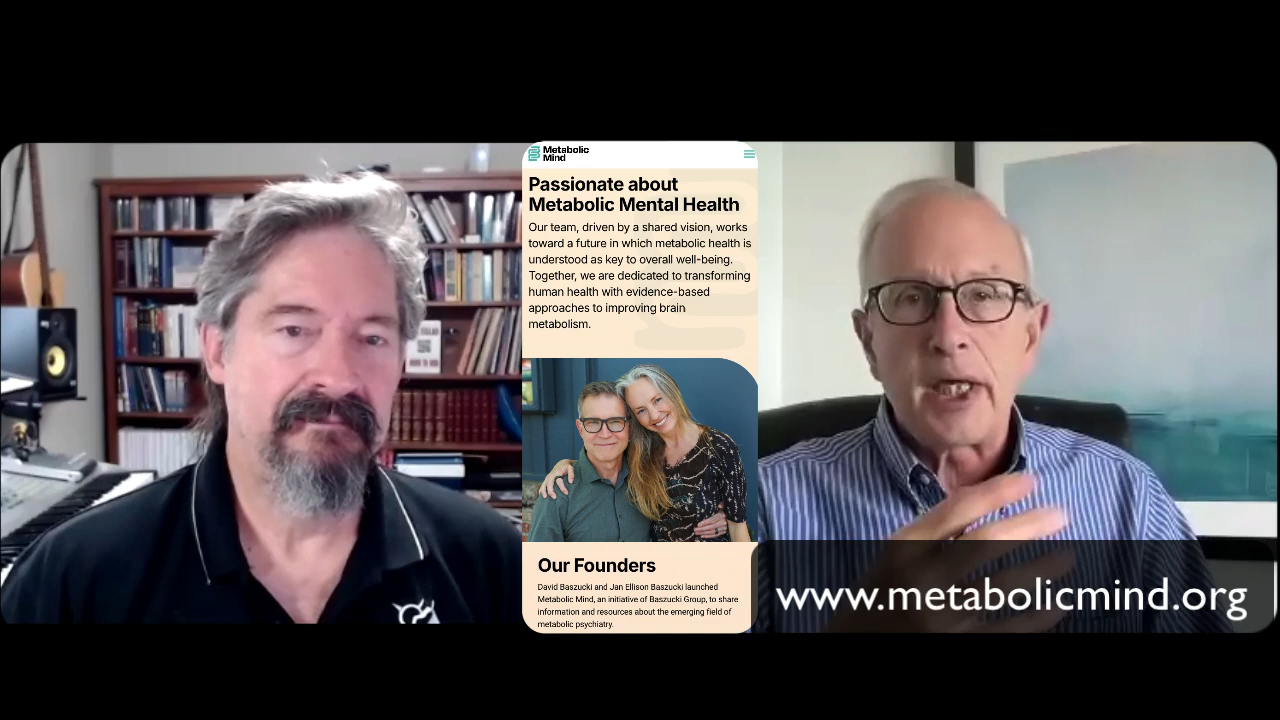 Metabolic
Mind
Passionate about
Metabolic Mental Health
Our team, driven by a shared vision, works
toward a future in which metabolic health is
understood as key to overall well-being.
Together, we are dedicated to transforming
human health with evidence-based
approaches to improving brain
metabolism.
Our Founders
David Baszucki and Jan Ellison Baszucki launched
Metabolic Mind, an initiative of Baszucki Group, to share
information and resources about the emerging field of
metabolic psychiatry.
www.metabolicmind.org